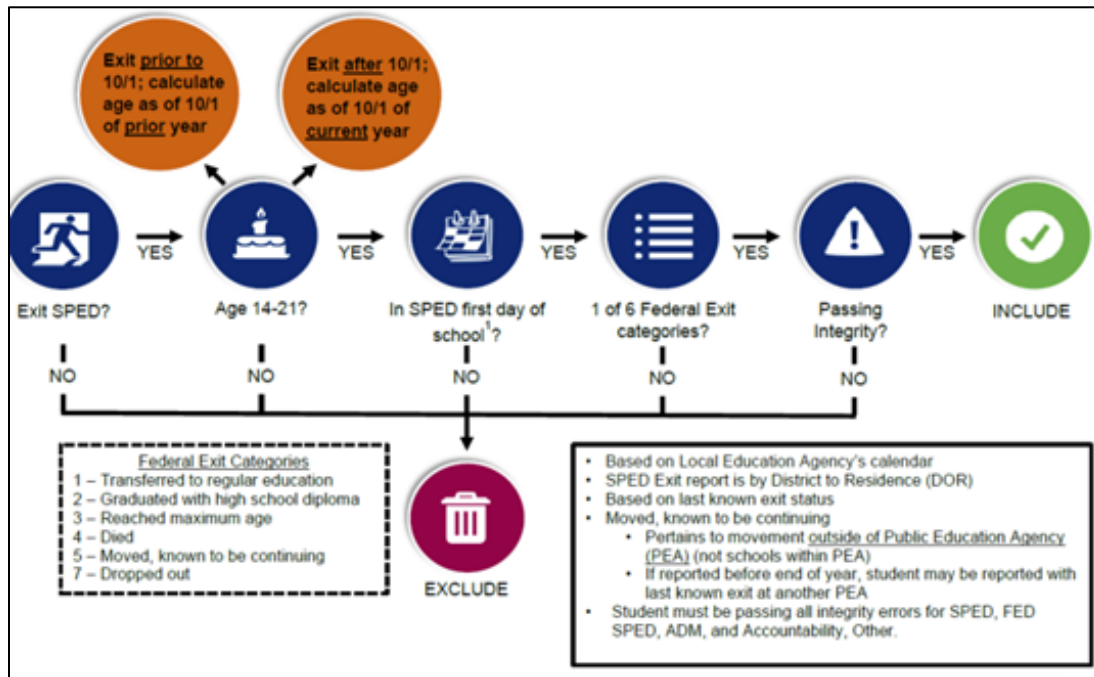 Exit prior to
10/1; calculate
age as of 10/1
of prior year
Exit after 10/1;
calculate age
as of 10/1 of
current year
YES
YES
YES
YES
YES
Exit SPED?
Age 14-21?
In SPED first day of
school¹?
1 of 6 Federal Exit
categories?
Passing
Integrity?
INCLUDE
NO
NO
NO
NO
NO
Federal Exit Categories
1 – Transferred to regular education
2 – Graduated with high school diploma
3 – Reached maximum age
4 – Died
5 – Moved, known to be continuing
7 – Dropped out
EXCLUDE
• Based on Local Education Agency's calendar
• SPED Exit report is by District to Residence (DOR)
• Based on last known exit status
• Moved, known to be continuing
• Pertains to movement outside of Public Education Agency
(PEA) (not schools within PEA)
• If reported before end of year, student may be reported with
last known exit at another PEA
• Student must be passing all integrity errors for SPED, FED
SPED, ADM, and Accountability, Other.